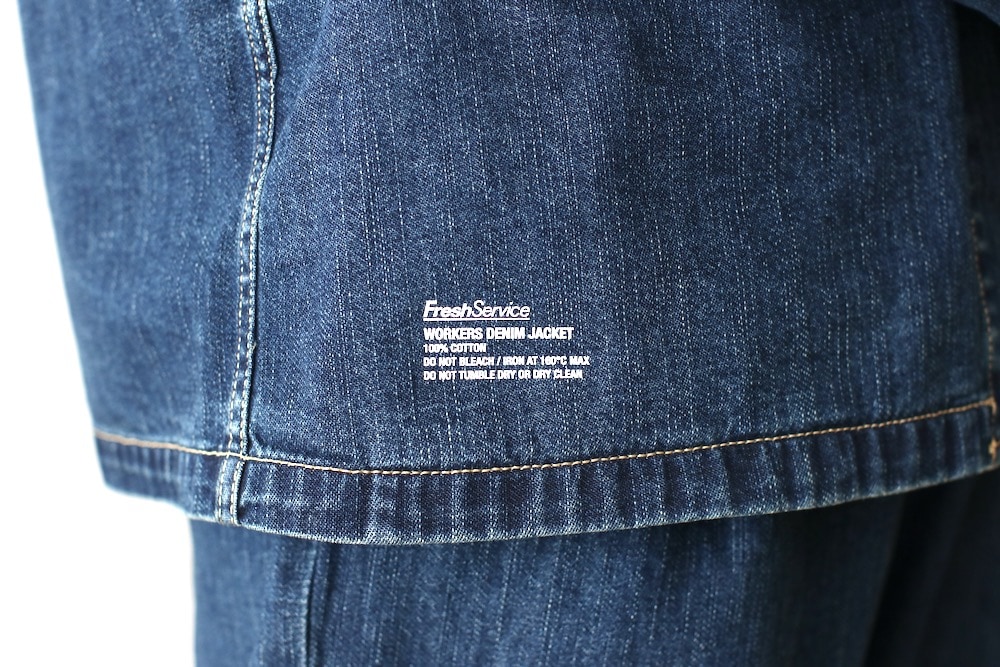 FreshService
WORKERS DENIM JACKET
100% COTTON
DO NOT BLEACH / IRON AT 160°C MAX
DO NOT TUMBLE DRY OR DRY CLEAN